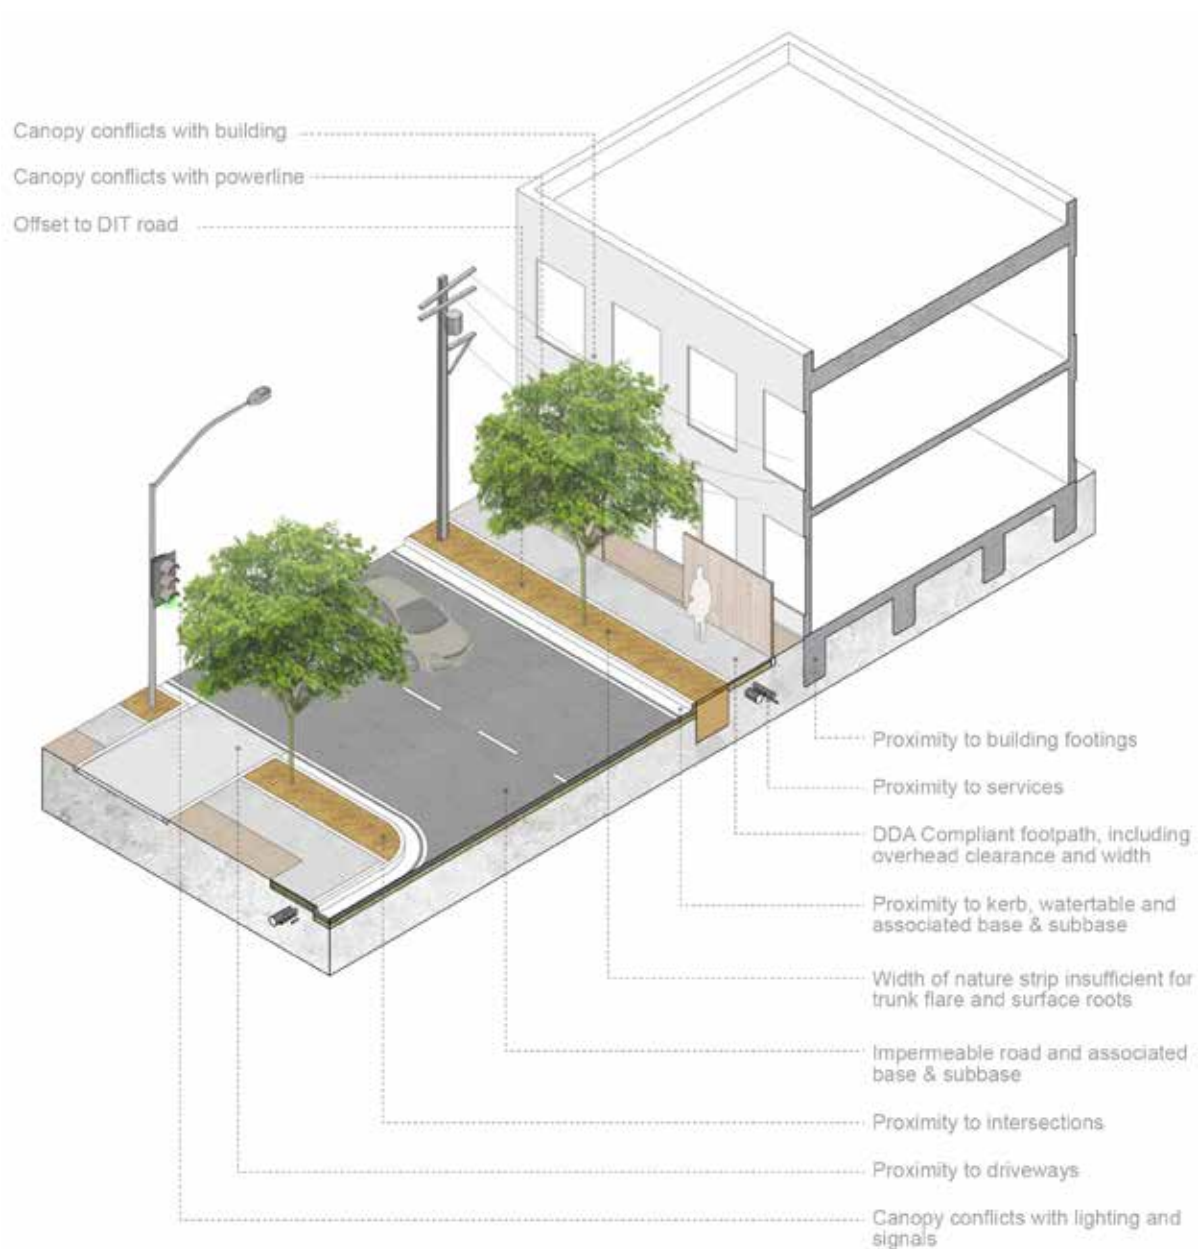 Canopy conflicts with building
Canopy conflicts with powerline
Offset to DIT road
Proximity to building footings
Proximity to services
DDA Compliant footpath, including
overhead clearance and width
Proximity to kerb, watertable and
associated base & subbase
Width of nature strip insufficient for
trunk flare and surface roots
Impermeable road and associated
base & subbase
Proximity to intersections
Proximity to driveways
Canopy conflicts with lighting and
signals